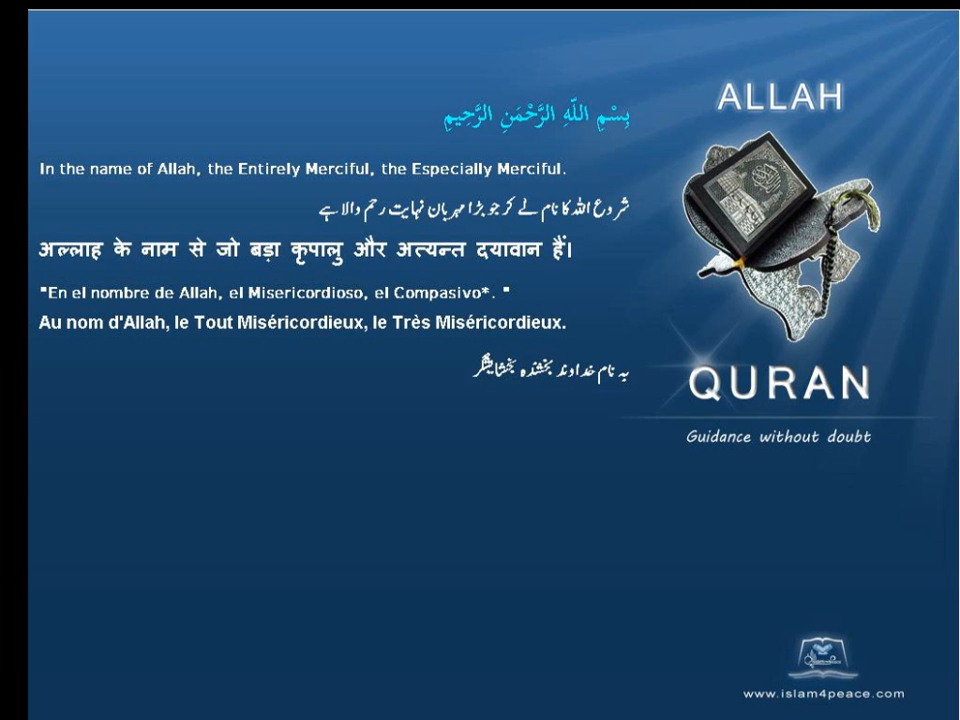 بِسْمِ اللَّهِ الرَّحْمَنِ الرَّحِيمِ
In the name of Allah, the Entirely Merciful, the Especially Merciful.
شروع الله کا نام لے کر جو بڑا مہربان نہایت رحم والا ہے
अल्लाह के नाम से जो बड़ा कृपालु और अत्यन्त दयावान हैं।
"En el nombre de Allah, el Misericordioso, el Compasivo*. "
Au nom d'Allah, le Tout Miséricordieux, le Très Miséricordieux.
به نام خداوند بخشنده بخشایشگر
ALLAH
QURAN
Guidance without doubt
www.islam4peace.com